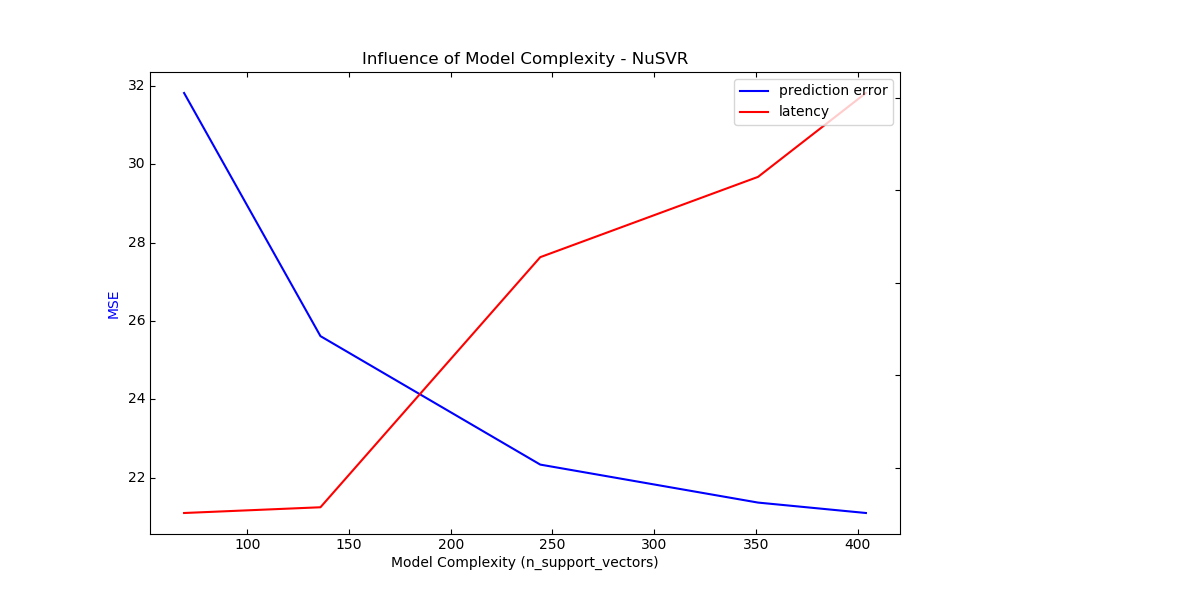 Influence of Model Complexity - NuSVR
prediction error
latency
32
30
28
26
24
22
MSE
100 150 200 250 300 350 400
Model Complexity (n_support_vectors)